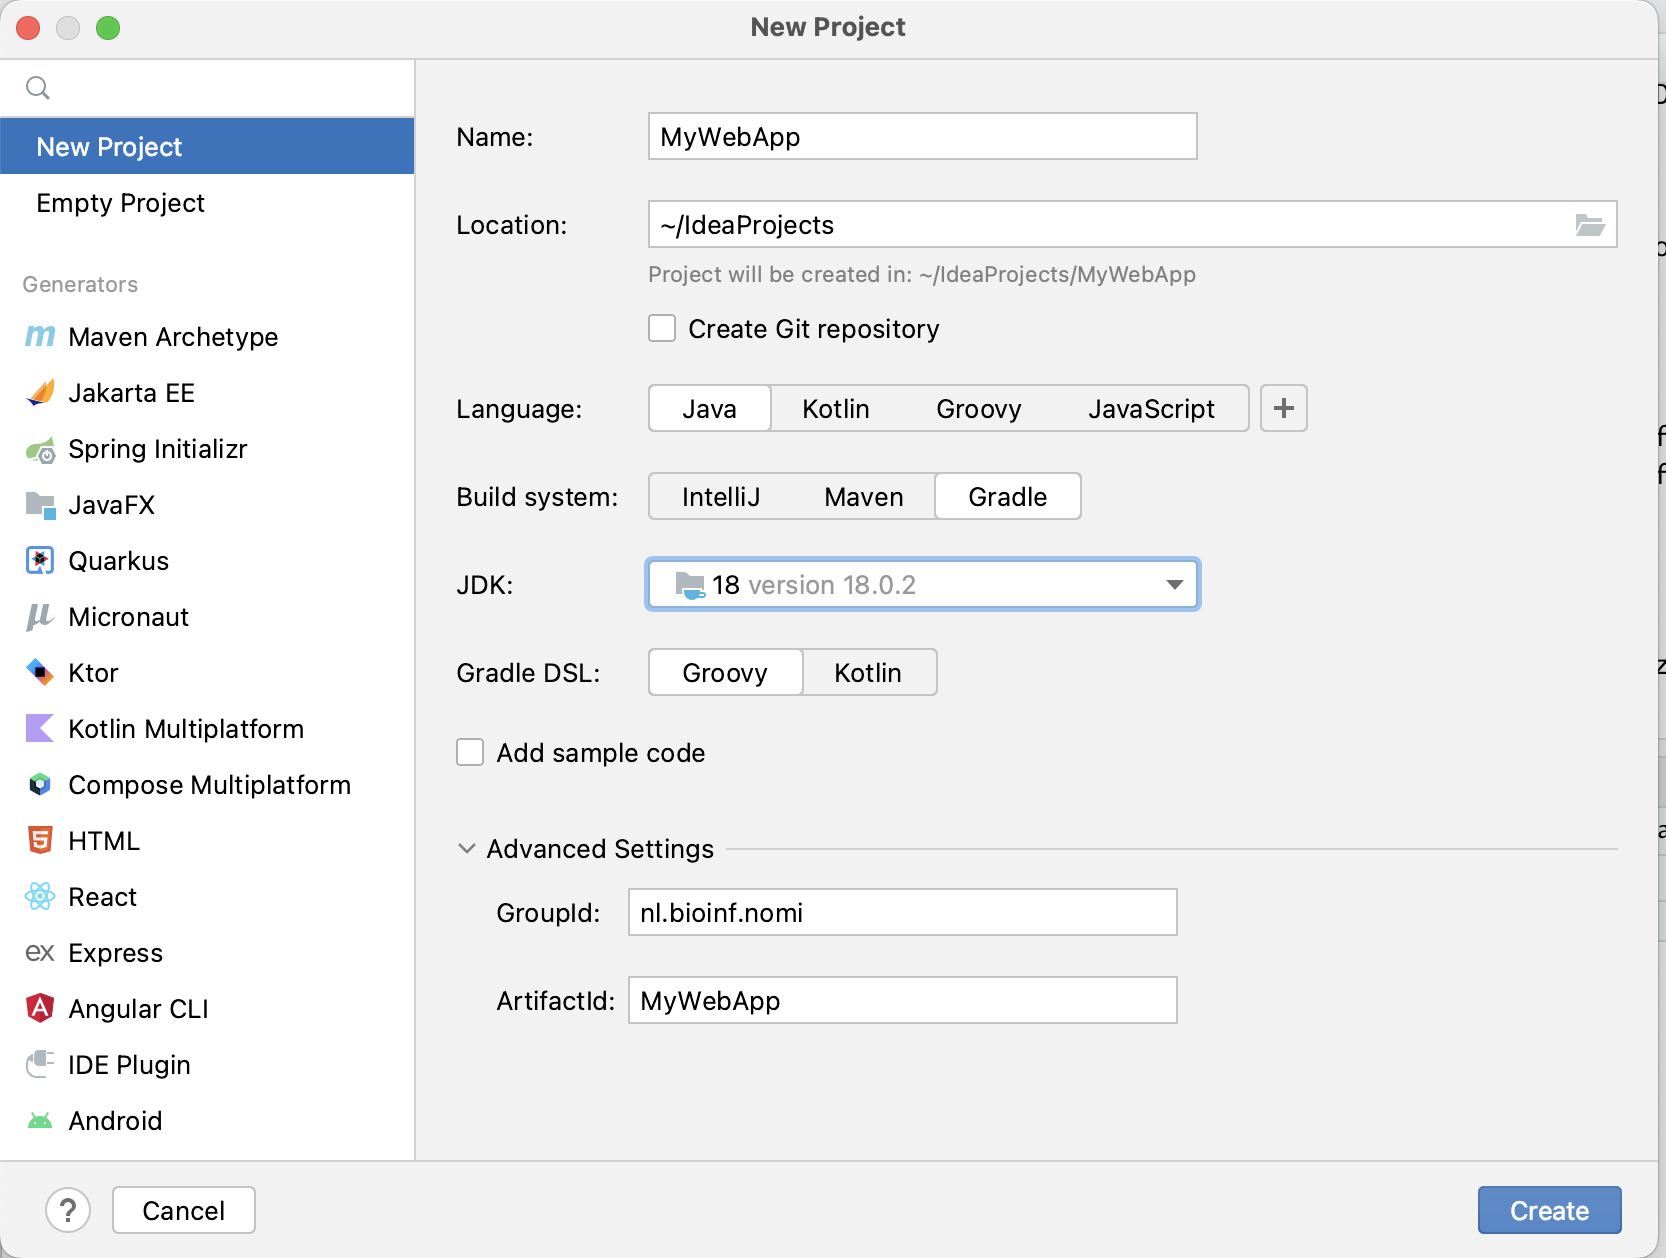 New Project
New Project
Empty Project
Generators
Maven Archetype
Jakarta EE
Spring Initializr
JavaFX
Quarkus
Micronaut
Ktor
Kotlin Multiplatform
Compose Multiplatform
HTML
React
ex Express
Angular CLI
IDE Plugin
Android
Name: MyWebApp
Location: ~/IdeaProjects
Project will be created in: ~/IdeaProjects/MyWebApp
Create Git repository
Language: Java Kotlin Groovy JavaScript +
Build system: IntelliJ Maven Gradle
JDK: 18 version 18.0.2
Gradle DSL: Groovy Kotlin
Add sample code
Advanced Settings
GroupId: nl.bioinf.nomi
ArtifactId: MyWebApp
? Cancel Create